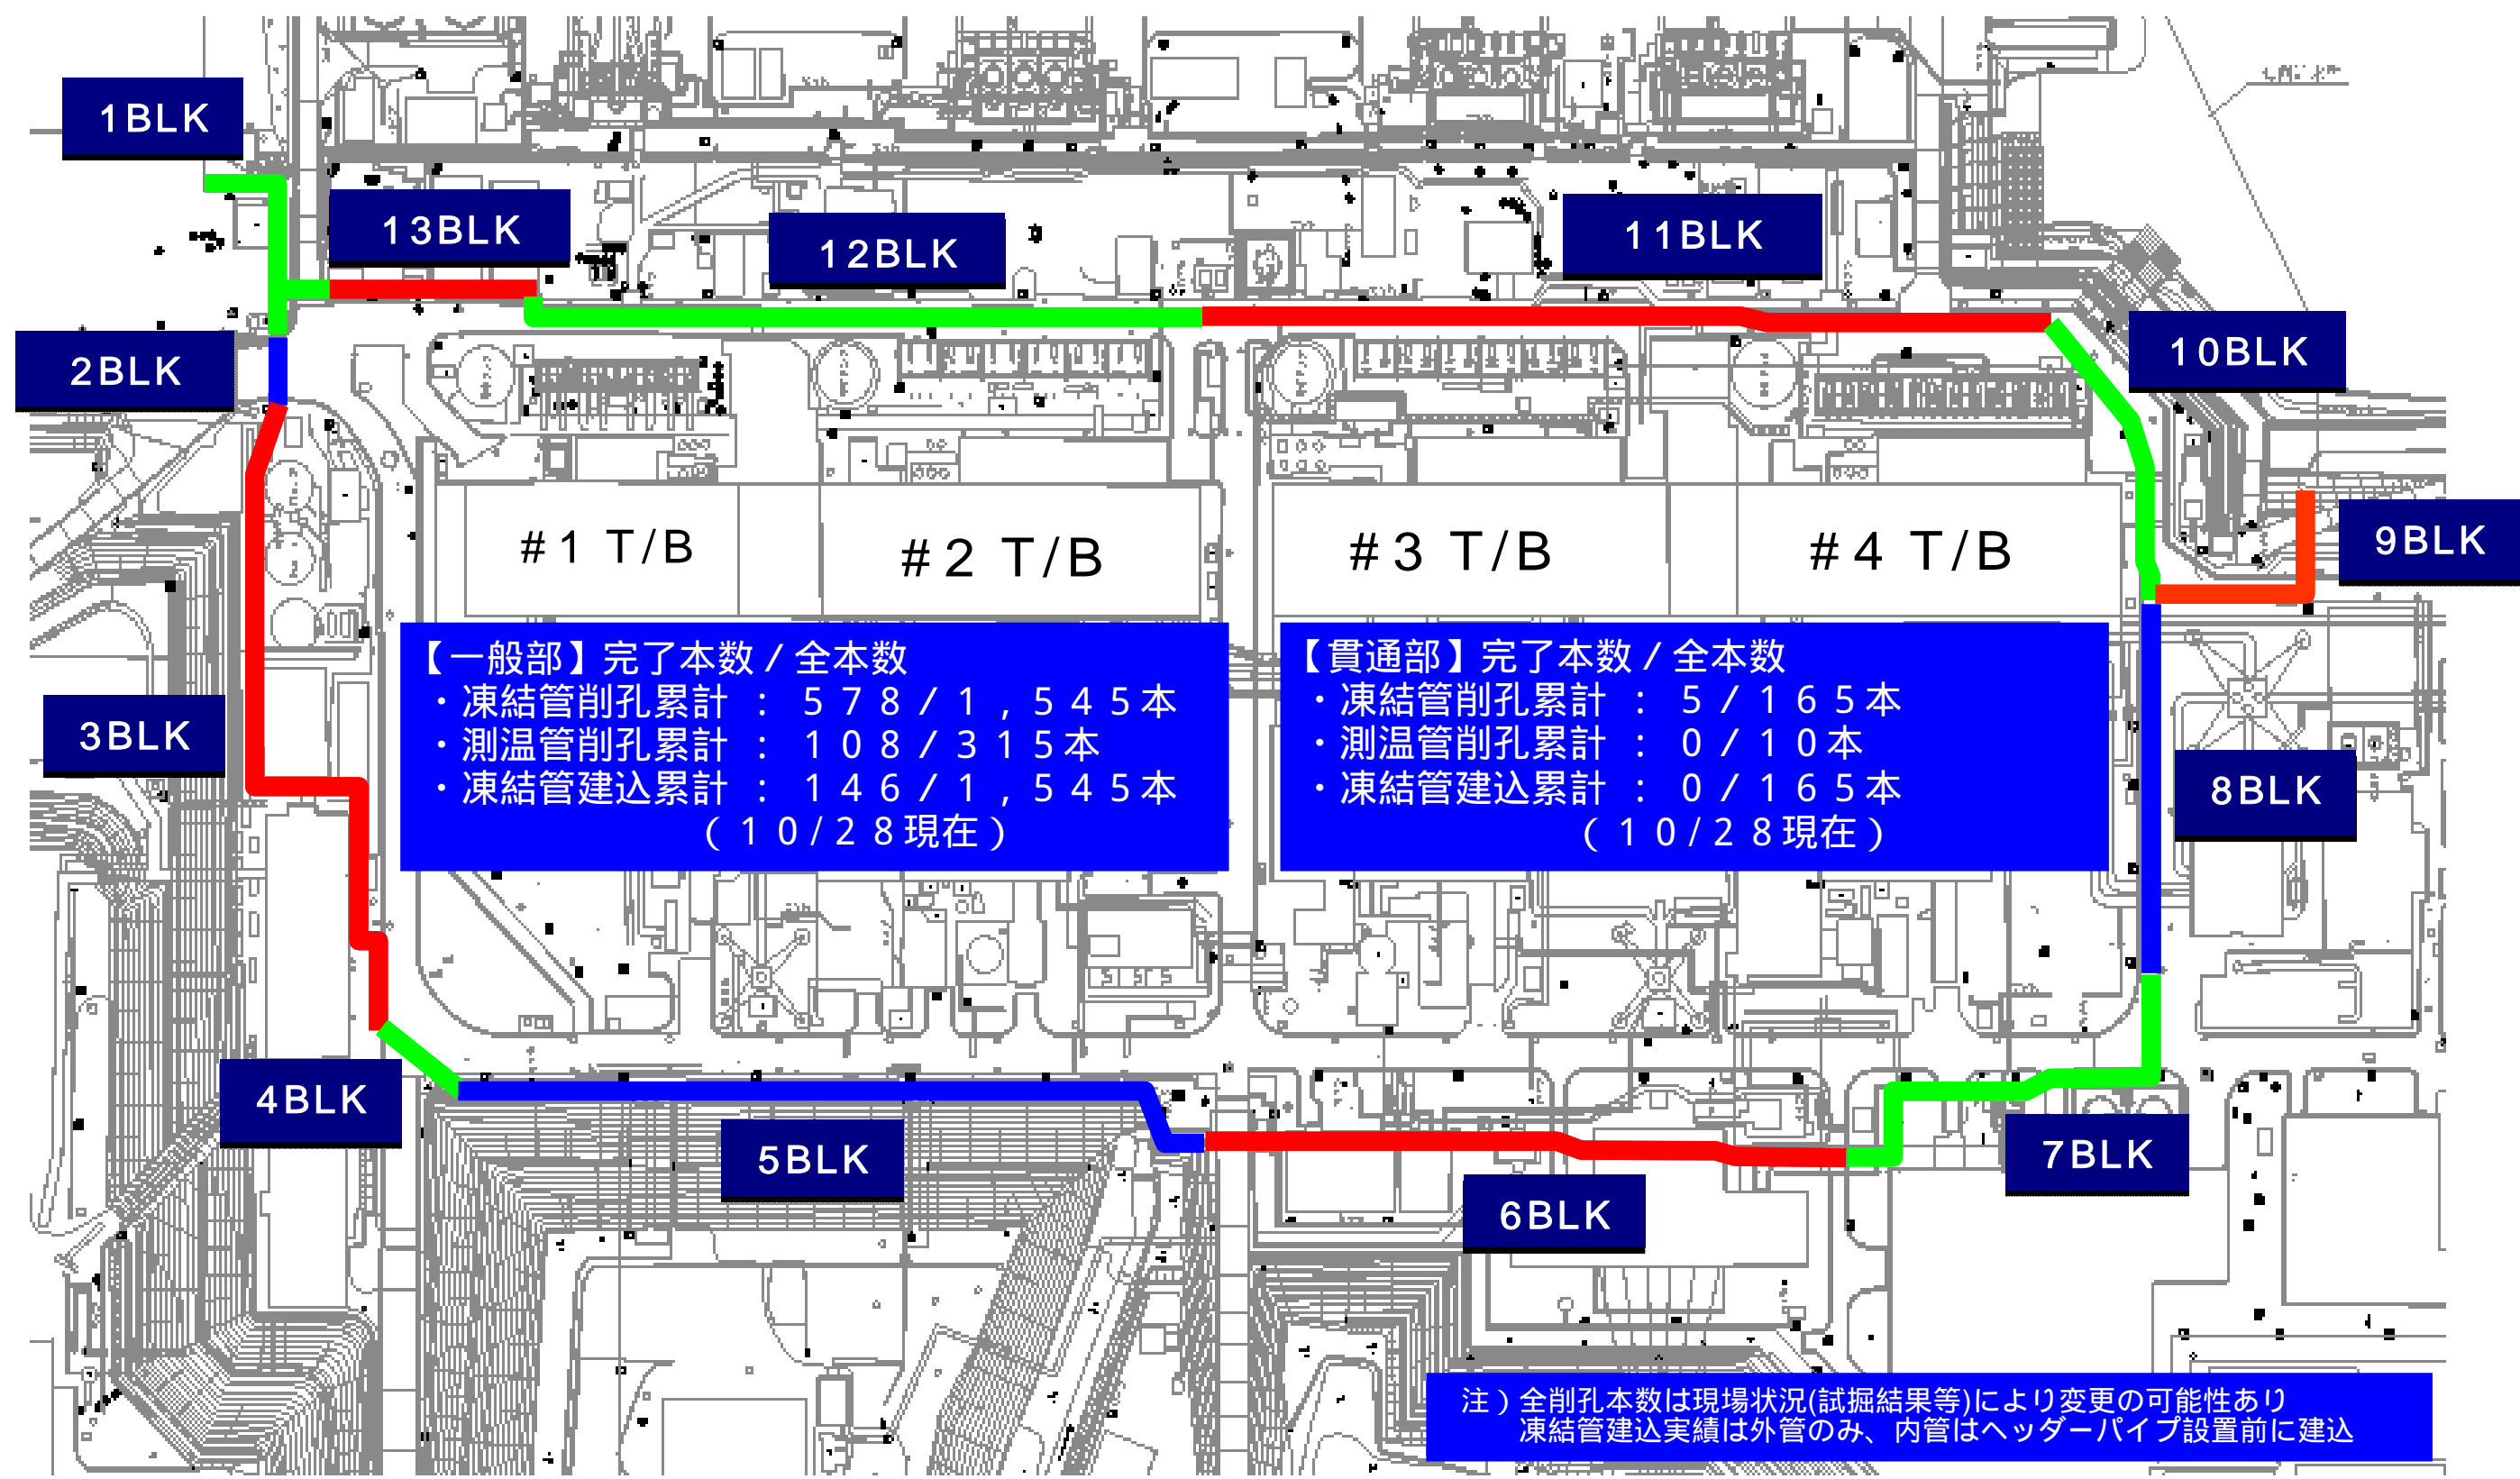 1BLK
13BLK
12BLK
11BLK
2BLK
10BLK
#1 T/B
#2 T/B
#3 T/B
#4 T/B
9BLK
【一般部】完了本数/全本数
・凍結管削孔累計 : 578/1,545本
・測温管削孔累計 : 108/315本
・凍結管建込累計 : 146/1,545本
(10/28現在)
【貫通部】完了本数/全本数
・凍結管削孔累計 : 5/165本
・測温管削孔累計 : 0/10本
・凍結管建込累計 : 0/165本
(10/28現在)
3BLK
8BLK
4BLK
5BLK
7BLK
6BLK
注)全削孔本数は現場状況(試掘結果等)により変更の可能性あり
凍結管建込実績は外管のみ、内管はヘッダーパイプ設置前に建込